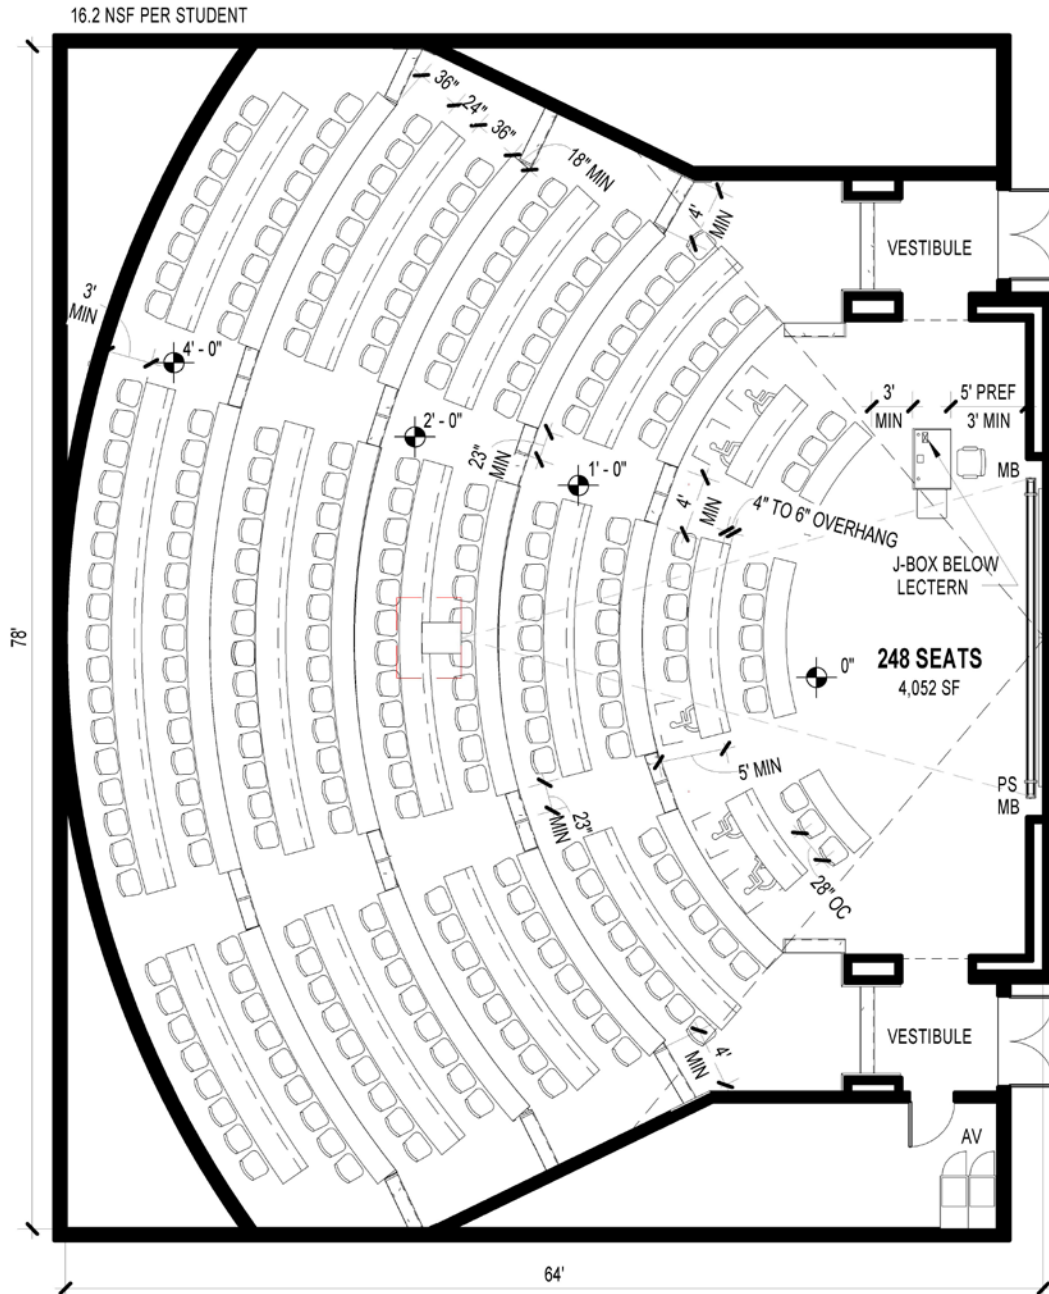 16.2 NSF PER STUDENT
36"
24"
36"
18" MIN
4'
MIN
VESTIBULE
3'
MIN
4' - 0"
2' - 0"
23"
MIN
1' - 0"
3'
MIN
5' PREF
3' MIN
MB
4'
MIN
4" TO 6" OVERHANG
J-BOX BELOW
LECTERN
78'
248 SEATS
4,052 SF
0"
5' MIN
PS
MB
23"
MIN
28" OC
4'
MIN
VESTIBULE
AV
64'